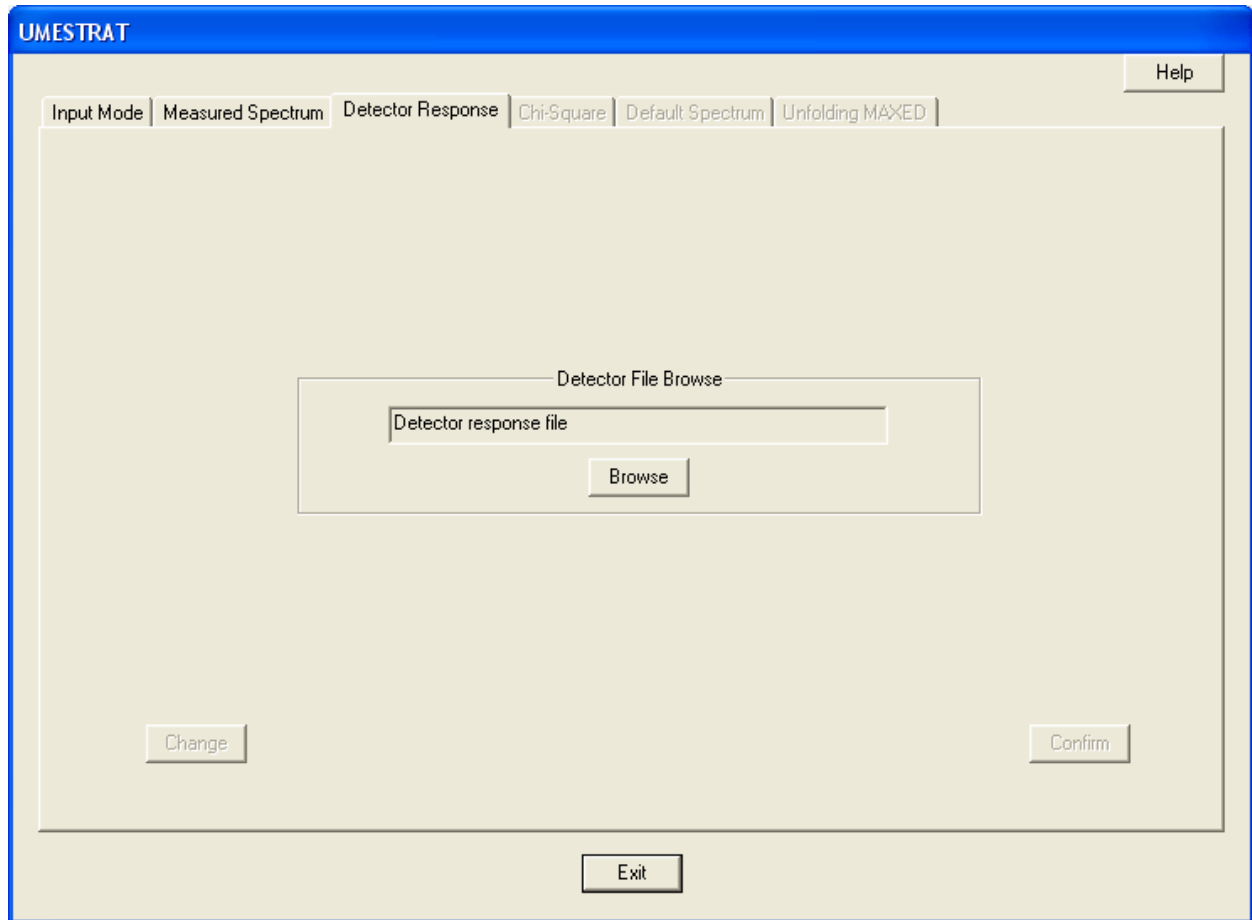 UMESTRAT
Help
Input Mode Measured Spectrum Detector Response Chi-Square Default Spectrum Unfolding MAXED
Detector File Browse
Detector response file
Browse
Change Confirm
Exit